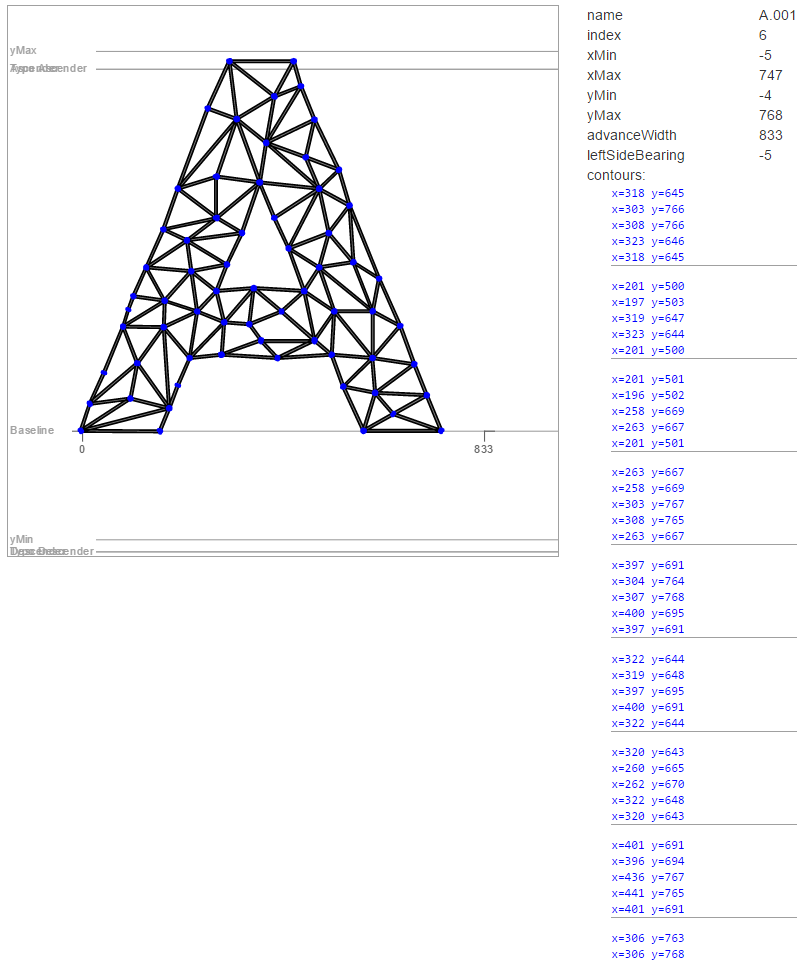 yMax
Ascender
Baseline
0
833
yMin
Descender
name A.001
index 6
xMin -5
xMax 747
yMin -4
yMax 768
advanceWidth 833
leftSideBearing -5
contours:
x=318 y=645
x=303 y=766
x=308 y=766
x=323 y=646
x=318 y=645
x=201 y=500
x=197 y=503
x=319 y=647
x=323 y=644
x=201 y=500
x=201 y=501
x=196 y=502
x=258 y=669
x=263 y=667
x=201 y=501
x=263 y=667
x=258 y=669
x=303 y=767
x=308 y=765
x=263 y=667
x=397 y=691
x=304 y=764
x=307 y=768
x=400 y=695
x=397 y=691
x=322 y=644
x=319 y=648
x=397 y=695
x=400 y=691
x=322 y=644
x=320 y=643
x=260 y=665
x=262 y=670
x=322 y=648
x=320 y=643
x=401 y=691
x=396 y=694
x=436 y=767
x=441 y=765
x=401 y=691
x=306 y=763
x=306 y=768